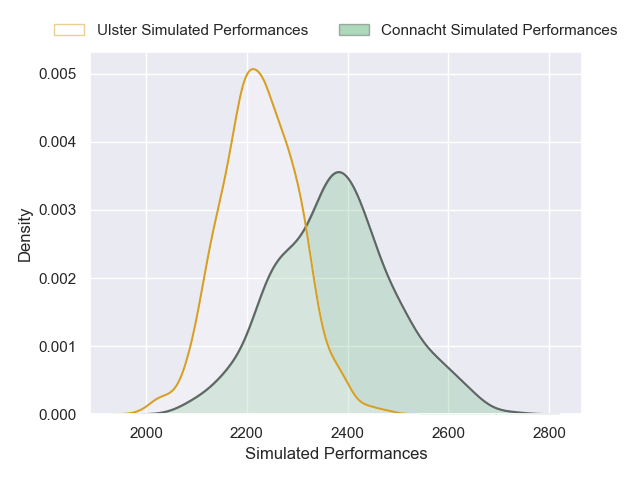 Ulster Simulated Performances Connacht Simulated Performances
0.005
0.004
0.003
0.002
0.001
0.000
Density
2000 2200 2400 2600 2800
Simulated Performances